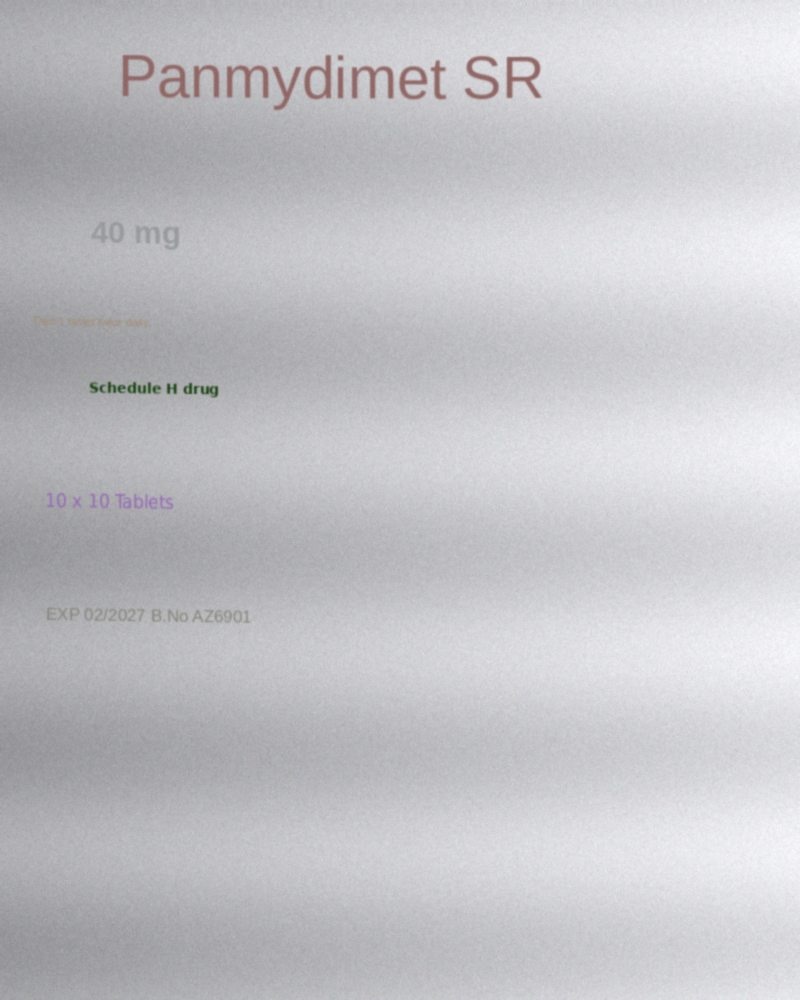 Panmydimet SR
40 mg
Schedule H drug
10 x 10 Tablets
EXP 02/2027 B.No AZ6901